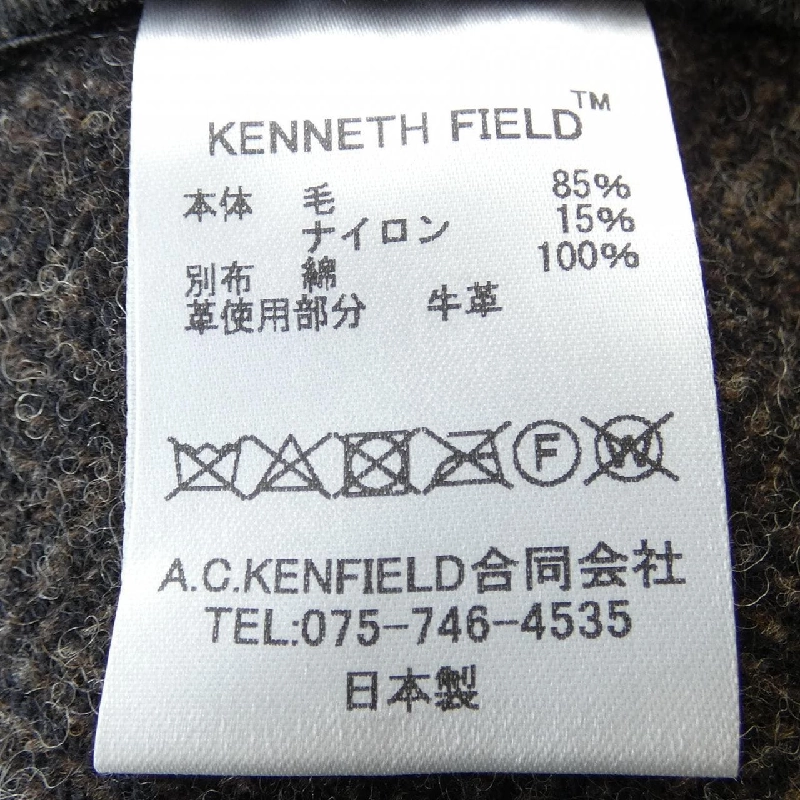 KENNETH FIELD™
本体 毛 85%
ナイロン 15%
別布 綿 100%
革使用部分 牛革
F W
A.C.KENFIELD合同会社
TEL:075-746-4535
日本製